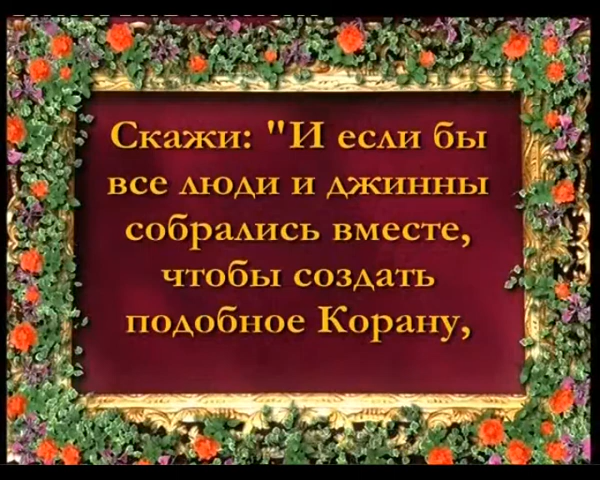 Скажи: "И если бы
все люди и джинны
собрались вместе,
чтобы создать
подобное Корану,